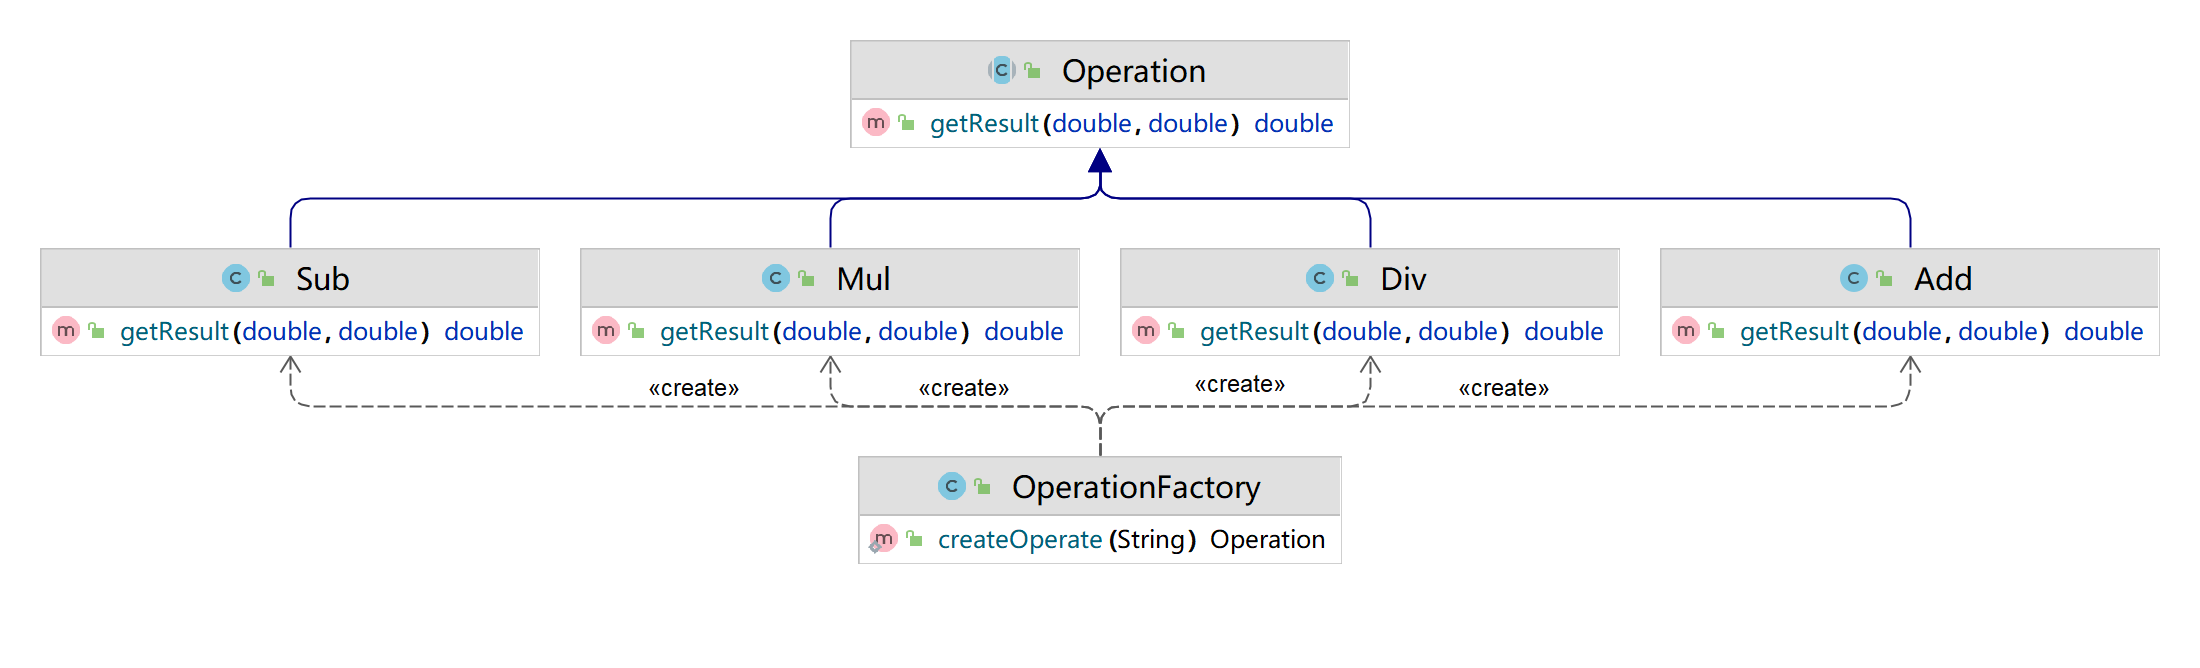 Operation
getResult(double, double) double
Sub
getResult(double, double) double
Mul
getResult(double, double) double
Div
getResult(double, double) double
Add
getResult(double, double) double
«create»
«create»
«create»
«create»
OperationFactory
createOperate(String) Operation